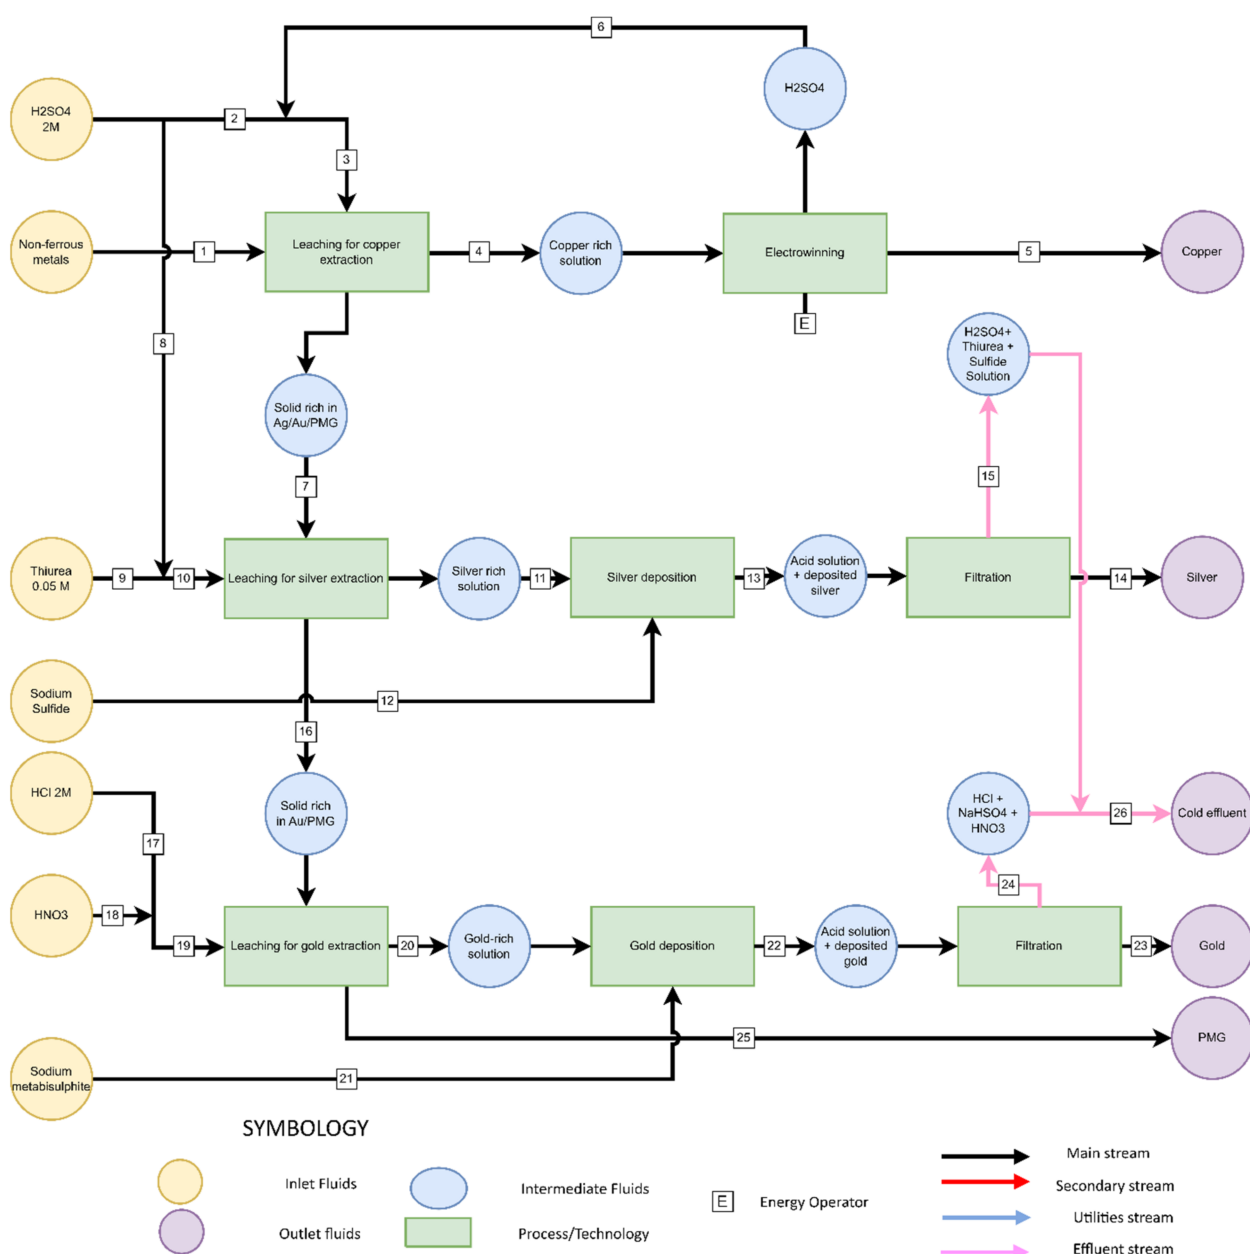 6
H2SO4
2M
2
H2SO4
3
Non-ferrous
metals
1
Leaching for copper
extraction
4
Copper rich
solution
Electrowinning
5
Copper
E
8
H2SO4+
Thiurea +
Sulfide
Solution
Solid rich in
Ag/Au/PMG
7
15
Thiurea
0.05 M
9
10
Leaching for silver extraction
Silver rich
solution
11
Silver deposition
13
Acid solution
+ deposited
silver
Filtration
14
Silver
Sodium
Sulfide
12
16
HCl 2M
Solid rich
in Au/PMG
HCl +
NaHSO4 +
HNO3
26
Cold effluent
17
24
HNO3
18
19
Leaching for gold extraction
20
Gold-rich
solution
Gold deposition
22
Acid solution
+ deposited
gold
Filtration
23
Gold
25
PMG
Sodium
metabisulphite
21
SYMBOLOGY
Inlet Fluids
Intermediate Fluids
E
Energy Operator
Main stream
Secondary stream
Outlet fluids
Process/Technology
Utilities stream
Effluent stream